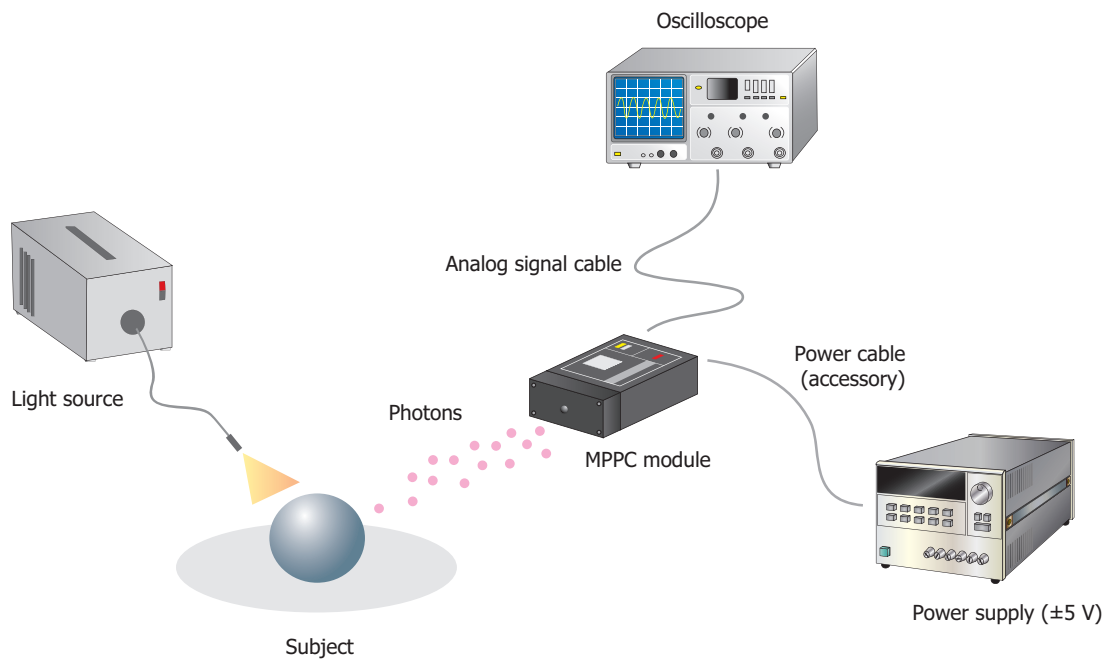 Oscilloscope
Analog signal cable
Power cable
(accessory)
Light source
Photons
MPPC module
Power supply (±5 V)
Subject